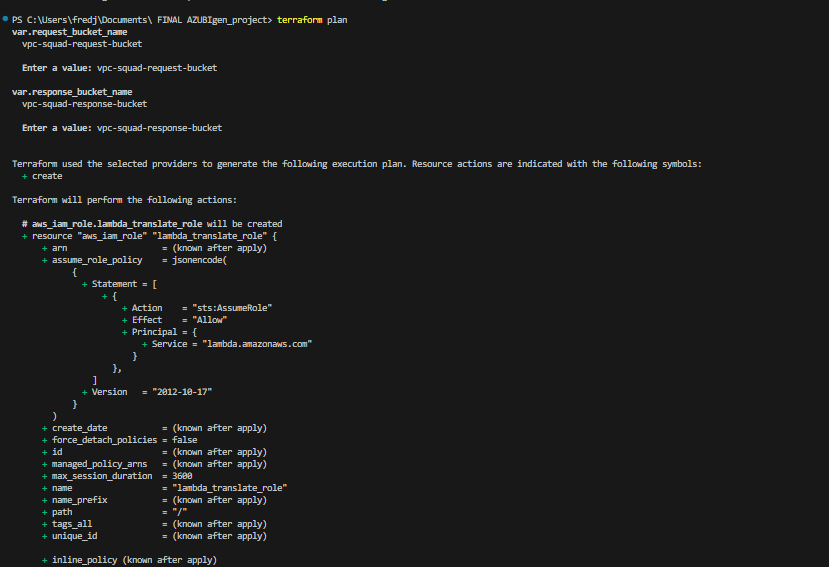 PS C:\Users\fredj\Documents\ FINAL AZUBIgen_project> terraform plan
var.request_bucket_name
  vpc-squad-request-bucket

  Enter a value: vpc-squad-request-bucket

var.response_bucket_name
  vpc-squad-response-bucket

  Enter a value: vpc-squad-response-bucket


Terraform used the selected providers to generate the following execution plan. Resource actions are indicated with the following symbols:
  + create

Terraform will perform the following actions:

  # aws_iam_role.lambda_translate_role will be created
  + resource "aws_iam_role" "lambda_translate_role" {
      + arn                   = (known after apply)
      + assume_role_policy    = jsonencode(
            {
              + Statement = [
                  + {
                      + Action    = "sts:AssumeRole"
                      + Effect    = "Allow"
                      + Principal = {
                          + Service = "lambda.amazonaws.com"
                        }
                    },
                ]
              + Version   = "2012-10-17"
            }
        )
      + create_date           = (known after apply)
      + force_detach_policies = false
      + id                    = (known after apply)
      + managed_policy_arns   = (known after apply)
      + max_session_duration  = 3600
      + name                  = "lambda_translate_role"
      + name_prefix           = (known after apply)
      + path                  = "/"
      + tags_all              = (known after apply)
      + unique_id             = (known after apply)

      + inline_policy (known after apply)